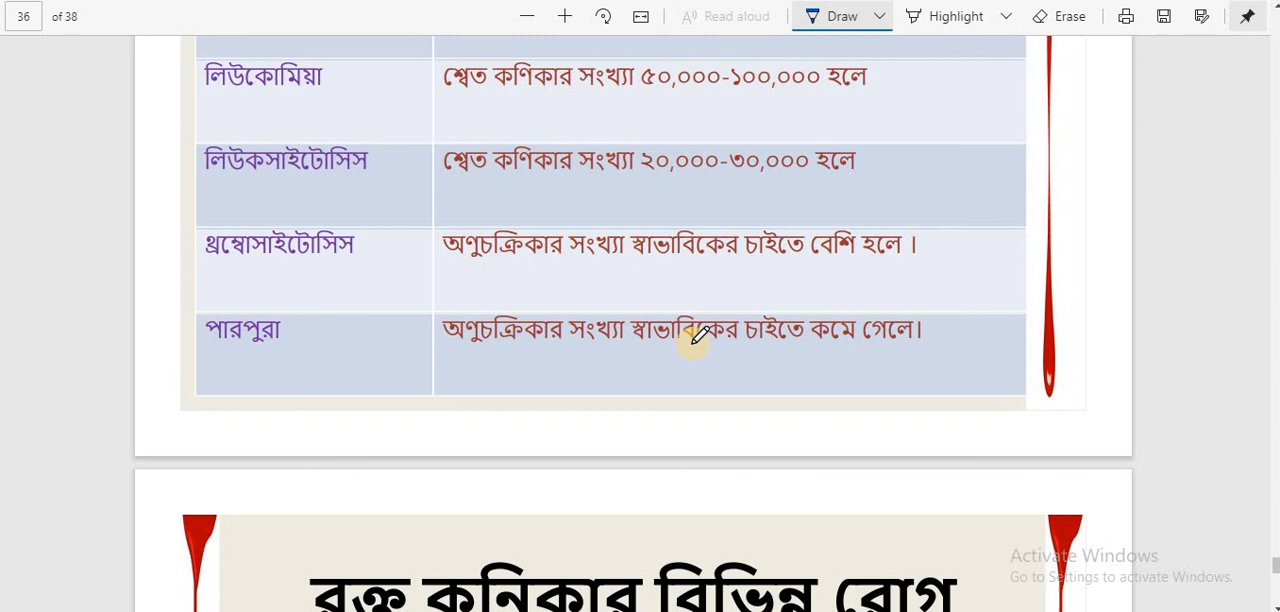 36 of 38 Read aloud Draw Highlight Erase
লিউকোমিয়া শ্বেত কণিকার সংখ্যা ৫০,০০০-১০০,০০০ হলে
লিউকসাইটোসিস শ্বেত কণিকার সংখ্যা ২০,০০০-৩০,০০০ হলে
থ্রম্বোসাইটোসিস অণুচক্রিকার সংখ্যা স্বাভাবিকের চাইতে বেশি হলে ।
পারপুরা অণুচক্রিকার সংখ্যা স্বাভাবিকের চাইতে কমে গেলে।
রক্ত কনিকার বিভিন্ন রোগ
Activate Windows
Go to Settings to activate Windows.